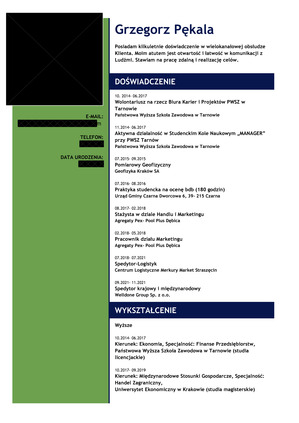 Grzegorz Pękala
Posiadam kilkuletnie doświadczenie w wielokanałowej obsłudze
Klienta. Moim atutem jest otwartość i łatwość w komunikacji z
Ludźmi. Stawiam na pracę zdalną i realizację celów.
E-MAIL:
TELEFON:
DATA URODZENIA:
DOŚWIADCZENIE
10. 2014- 06.2017
Wolontariusz na rzecz Biura Karier i Projektów PWSZ w
Tarnowie
Państwowa Wyższa Szkoła Zawodowa w Tarnowie
11.2014- 06.2017
Aktywna działalność w Studenckim Kole Naukowym „MANAGER”
przy PWSZ Tarnów
Państwowa Wyższa Szkoła Zawodowa w Tarnowie
07.2015- 09.2015
Pomiarowy Geofizyczny
Geofizyka Kraków SA
07.2016- 08.2016
Praktyka studencka na ocenę bdb (180 godzin)
Urząd Gminy Czarna Dworcowa 6, 39- 215 Czarna
08.2017- 02.2018
Stażysta w dziale Handlu i Marketingu
Agregaty Pex- Pool Plus Dębica
02.2018- 05.2018
Pracownik działu Marketingu
Agregaty Pex- Pool Plus Dębica
07.2018- 07.2021
Spedytor-Logistyk
Centrum Logistyczne Merkury Market Straszęcin
09.2021- 11.2021
Spedytor krajowy i międzynarodowy
Welldone Group Sp. z o.o.
WYKSZTAŁCENIE
Wyższe
10.2014- 06.2017
Kierunek: Ekonomia, Specjalność: Finanse Przedsiębiorstw,
Państwowa Wyższa Szkoła Zawodowa w Tarnowie (studia
licencjackie)
10.2017- 09.2019
Kierunek: Międzynarodowe Stosunki Gospodarcze, Specjalność:
Handel Zagraniczny,
Uniwersytet Ekonomiczny w Krakowie (studia magisterskie)